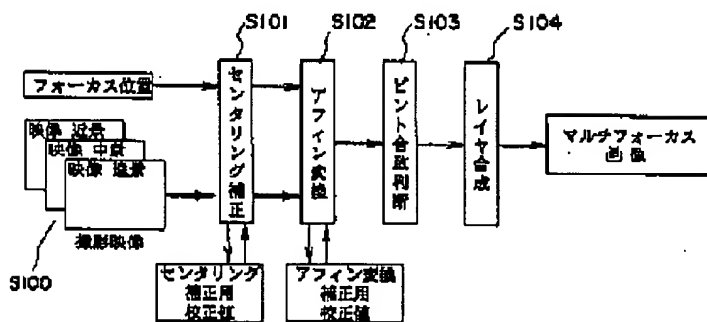 S101
S102
S103
S104
フォーカス位置
映像 近景
映像 中景
映像 遠景
撮影映像
S100
センタリング補正
アフィン変換
ピント合致判断
レイヤ合成
マルチフォーカス
画像
センタリング
補正用
校正値
アフィン変換
補正用
校正値